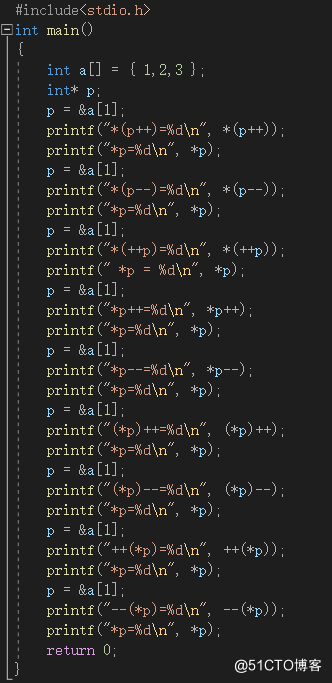 #include<stdio.h>
int main()
{
    int a[] = { 1,2,3 };
    int* p;
    p = &a[1];
    printf("*(p++)=%d\n", *(p++));
    printf("*p=%d\n", *p);
    p = &a[1];
    printf("*(p--)=%d\n", *(p--));
    printf("*p=%d\n", *p);
    p = &a[1];
    printf("*(++p)=%d\n", *(++p));
    printf(" *p = %d\n", *p);
    p = &a[1];
    printf("*p++=%d\n", *p++);
    printf("*p=%d\n", *p);
    p = &a[1];
    printf("*p--=%d\n", *p--);
    printf("*p=%d\n", *p);
    p = &a[1];
    printf("(*p)++=%d\n", (*p)++);
    printf("*p=%d\n", *p);
    p = &a[1];
    printf("(*p)--=%d\n", (*p)--);
    printf("*p=%d\n", *p);
    p = &a[1];
    printf("++(*p)=%d\n", ++(*p));
    printf("*p=%d\n", *p);
    p = &a[1];
    printf("--(*p)=%d\n", --(*p));
    printf("*p=%d\n", *p);
    return 0;
}
@51CTO博客